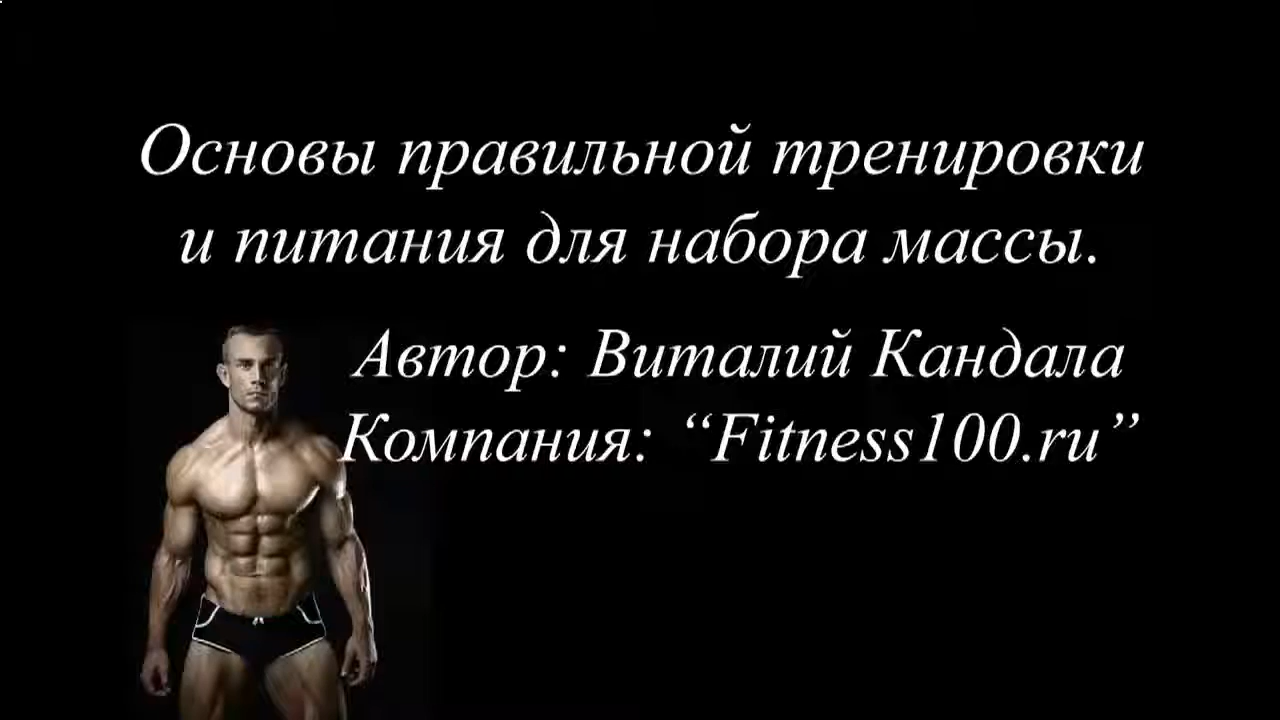 Основы правильной тренировки
и питания для набора массы.
Автор: Виталий Кандала
Компания: “Fitness100.ru”